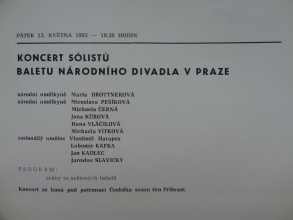 PÁTEK 13. KVĚTNA 1983 — 19.30 HODIN
KONCERT SÓLISTŮ
BALETU NÁRODNÍHO DIVADLA V PRAZE
národní umělkyně Marta DROTTNEROVÁ
národní umělkyně Miroslava PEŠÍKOVÁ
Michaela ČERNÁ
Jana KŮROVÁ
Hana VLÁČILOVÁ
Michaela VÍTKOVÁ
zasloužilý umělec Vlastimil Harapes
Lubomír KAFKA
Jan KADLEC
Jaroslav SLAVICKÝ
PROGRAM:
scény ze světových baletů
Koncert se koná pod patronací Českého svazu žen Příbram.